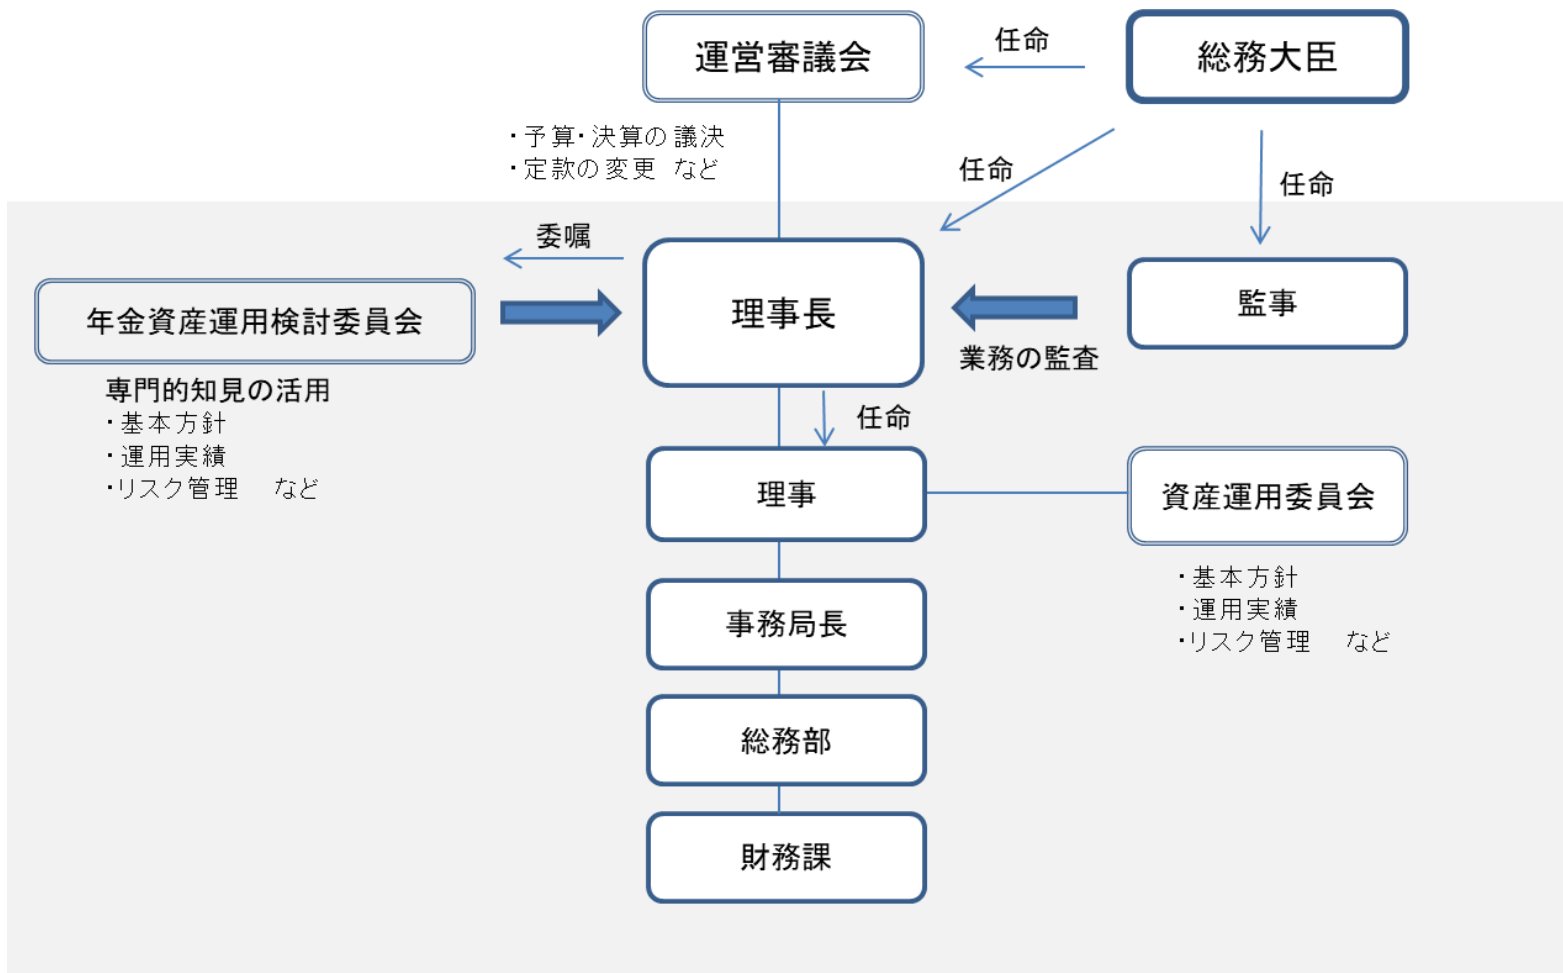 運営審議会
任命
総務大臣
・予算・決算の議決
・定款の変更 など
任命
任命
委嘱
年金資産運用検討委員会
理事長
監事
業務の監査
専門的知見の活用
・基本方針
・運用実績
・リスク管理 など
任命
理事
資産運用委員会
・基本方針
・運用実績
・リスク管理 など
事務局長
総務部
財務課